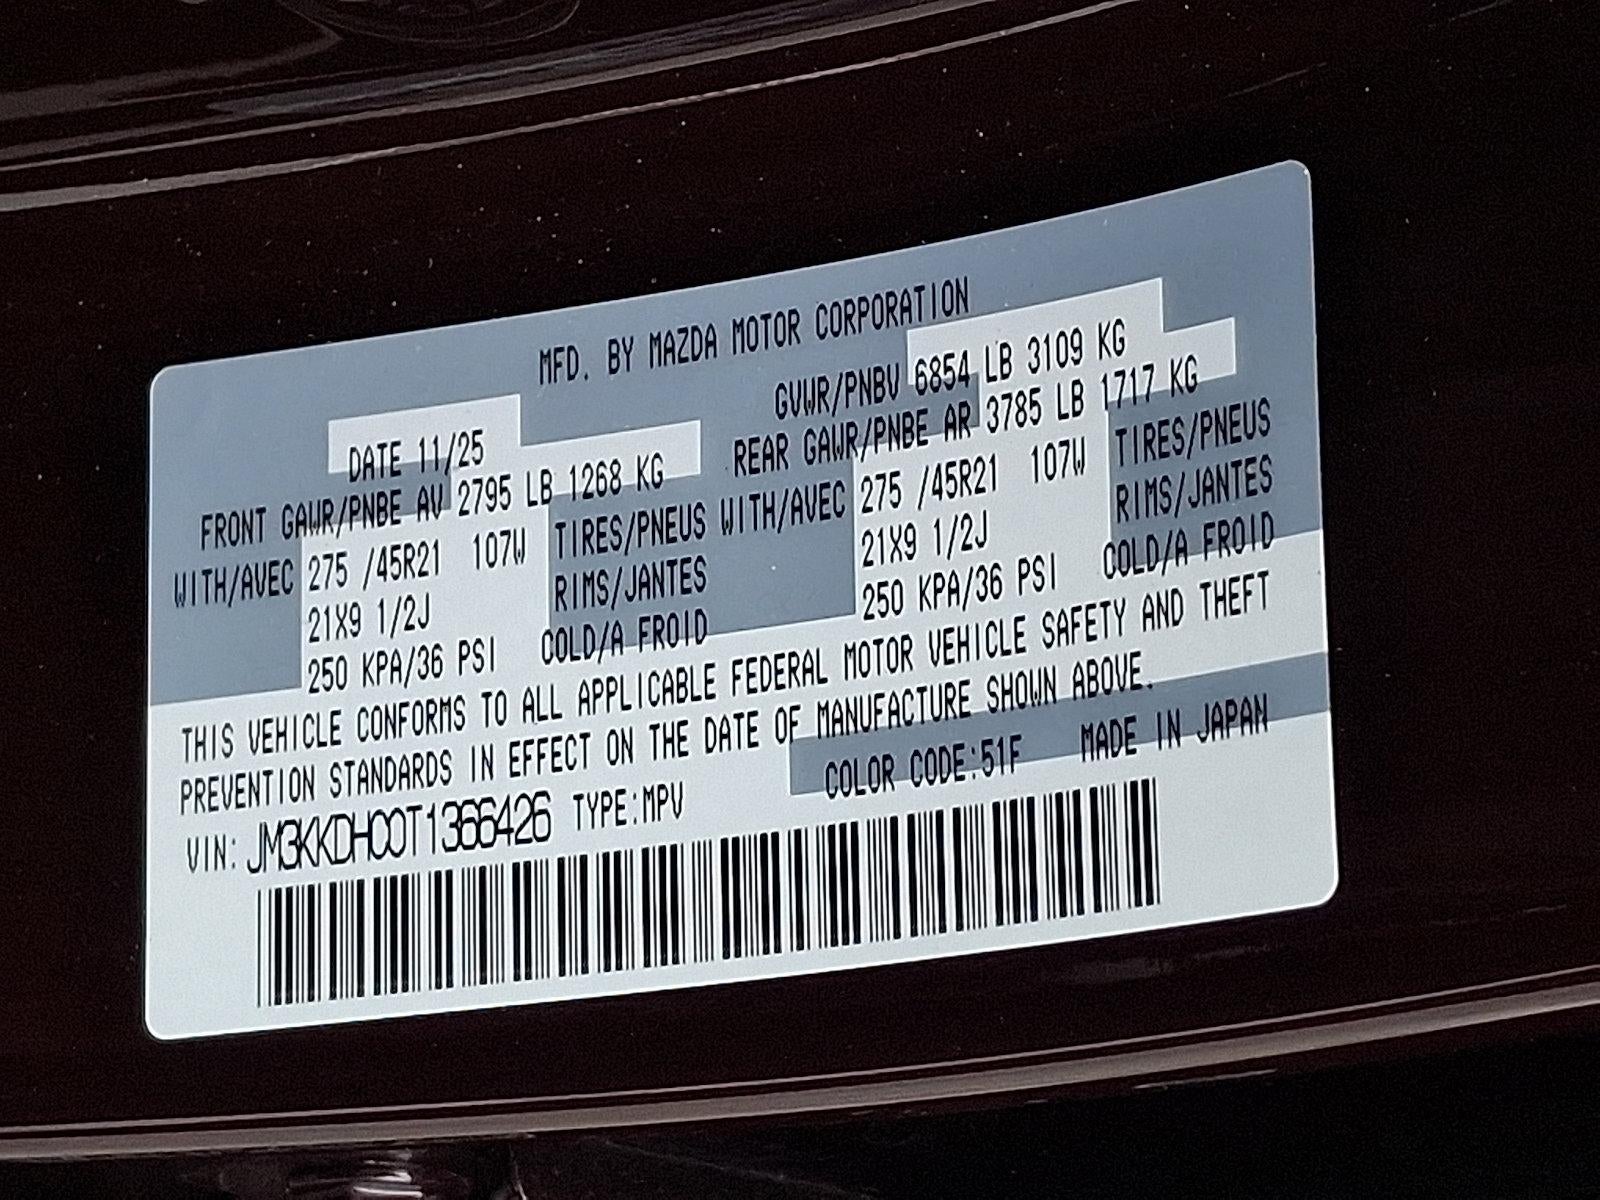 MFD. BY MAZDA MOTOR CORPORATION
DATE 11/25 GVWR/PNBV 6854 LB 3109 KG
FRONT GAWR/PNBE AV 2795 LB 1268 KG REAR GAWR/PNBE AR 3785 LB 1717 KG
WITH/AVEC 275 /45R21 107W TIRES/PNEUS WITH/AVEC 275 /45R21 107W TIRES/PNEUS
21X9 1/2J RIMS/JANTES 21X9 1/2J RIMS/JANTES
250 KPA/36 PSI COLD/A FROID 250 KPA/36 PSI COLD/A FROID
THIS VEHICLE CONFORMS TO ALL APPLICABLE FEDERAL MOTOR VEHICLE SAFETY AND THEFT
PREVENTION STANDARDS IN EFFECT ON THE DATE OF MANUFACTURE SHOWN ABOVE.
VIN: JM3KKDHC0T1366426 TYPE:MPV COLOR CODE:51F MADE IN JAPAN